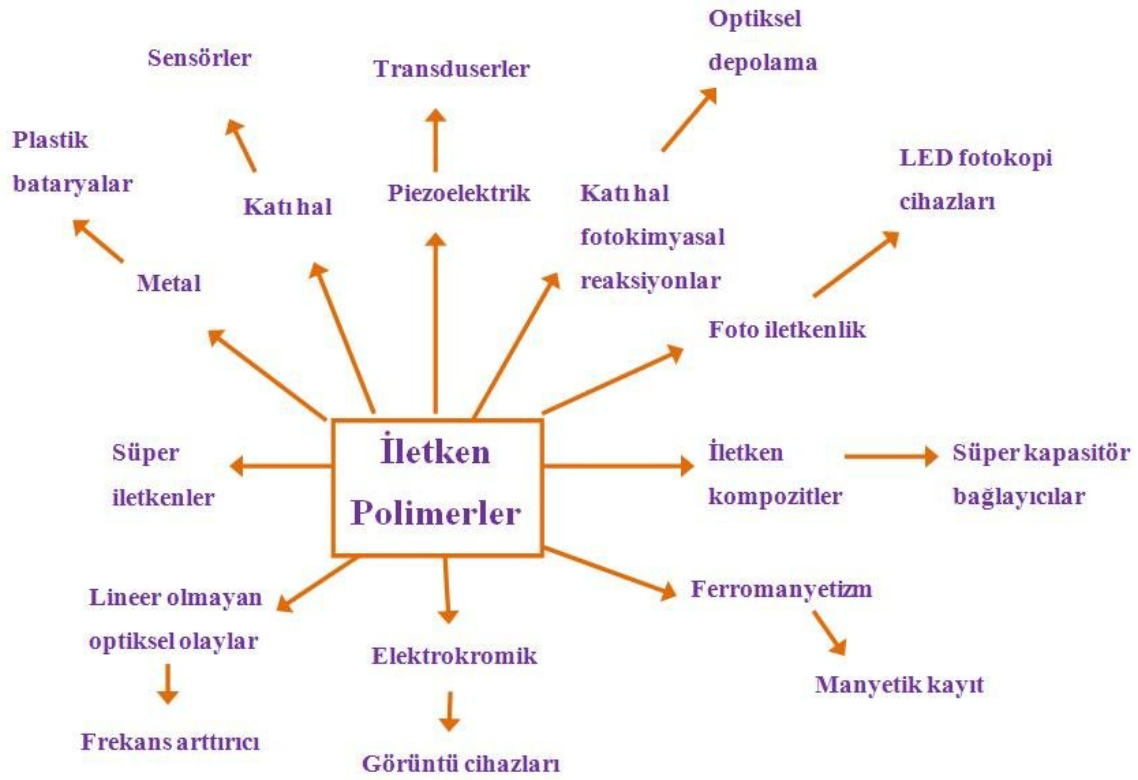 Optiksel
depolama
Sensörler
Transduserler
Plastik
bataryalar
LED fotokopi
cihazları
Katı hal
Piezoelektrik
Katı hal
fotokimyasal
reaksiyonlar
Metal
Foto iletkenlik
İletken
Polimerler
Süper
iletkenler
İletken
kompozitler
Süper kapasitör
bağlayıcılar
Lineer olmayan
optiksel olaylar
Ferromanyetizm
Elektrokromik
Manyetik kayıt
Frekans arttırıcı
Görüntü cihazları